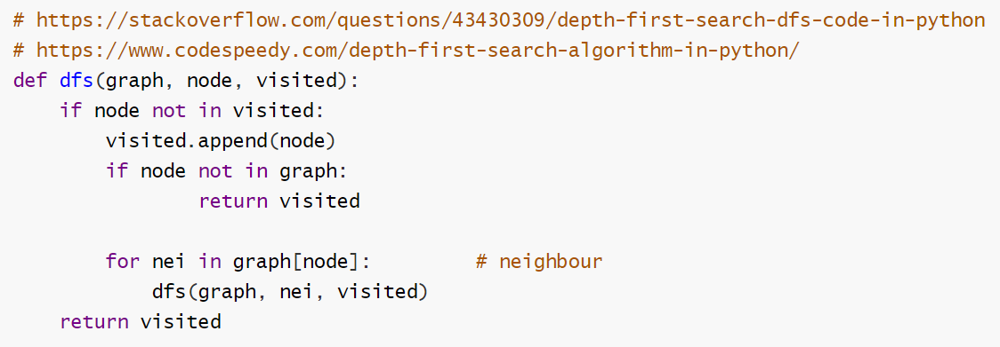 # https://stackoverflow.com/questions/43430309/depth-first-search-dfs-code-in-python
# https://www.codespeedy.com/depth-first-search-algorithm-in-python/
def dfs(graph, node, visited):
    if node not in visited:
        visited.append(node)
        if node not in graph:
                return visited

        for nei in graph[node]:         # neighbour
            dfs(graph, nei, visited)
    return visited